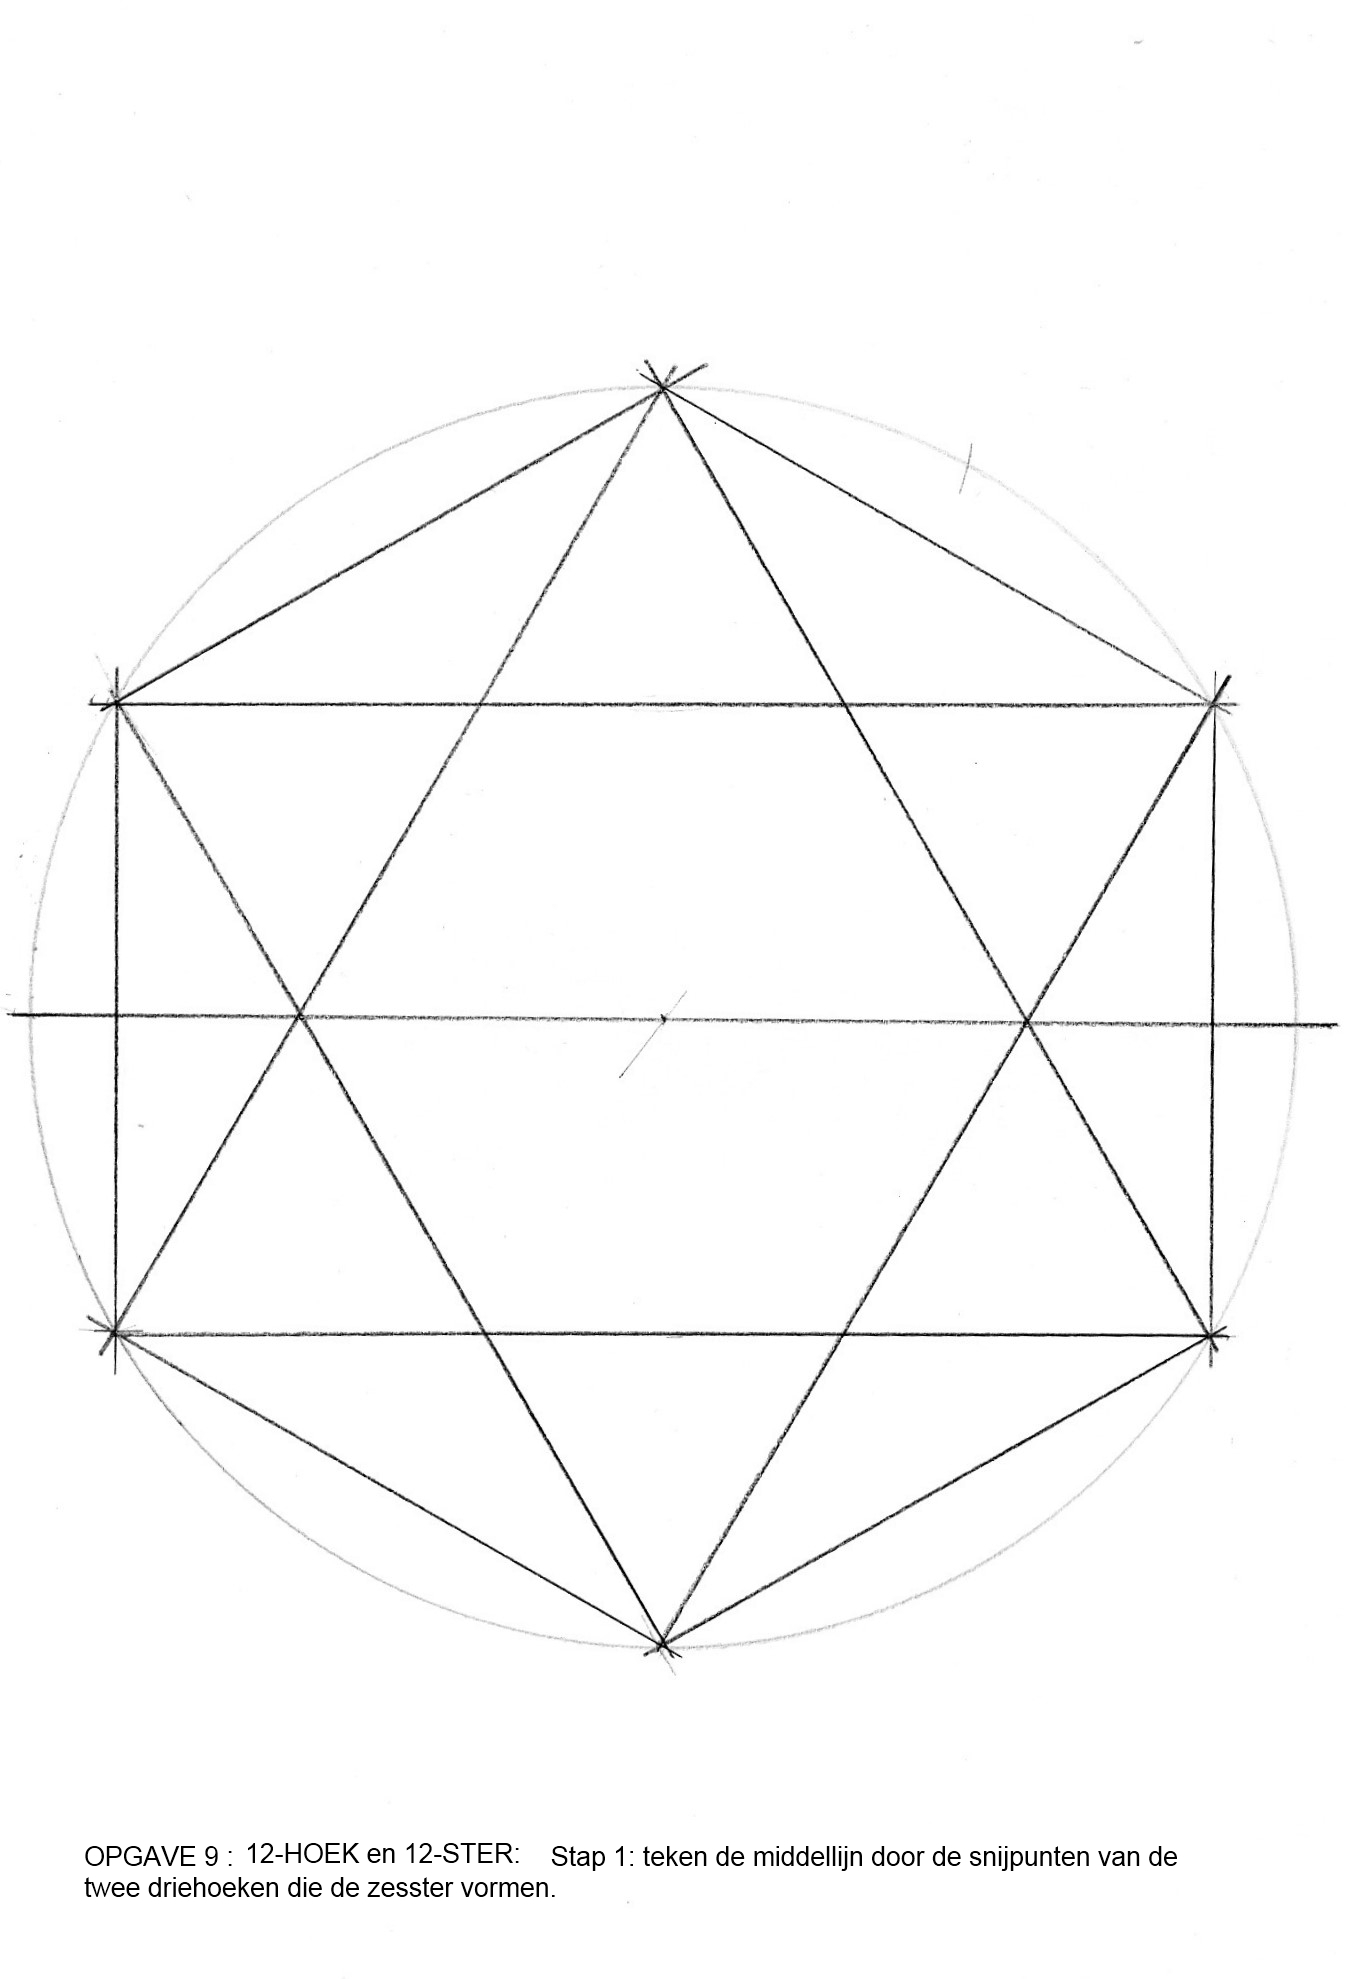 OPGAVE 9 : 12-HOEK en 12-STER: Stap 1: teken de middellijn door de snijpunten van de
twee driehoeken die de zesster vormen.